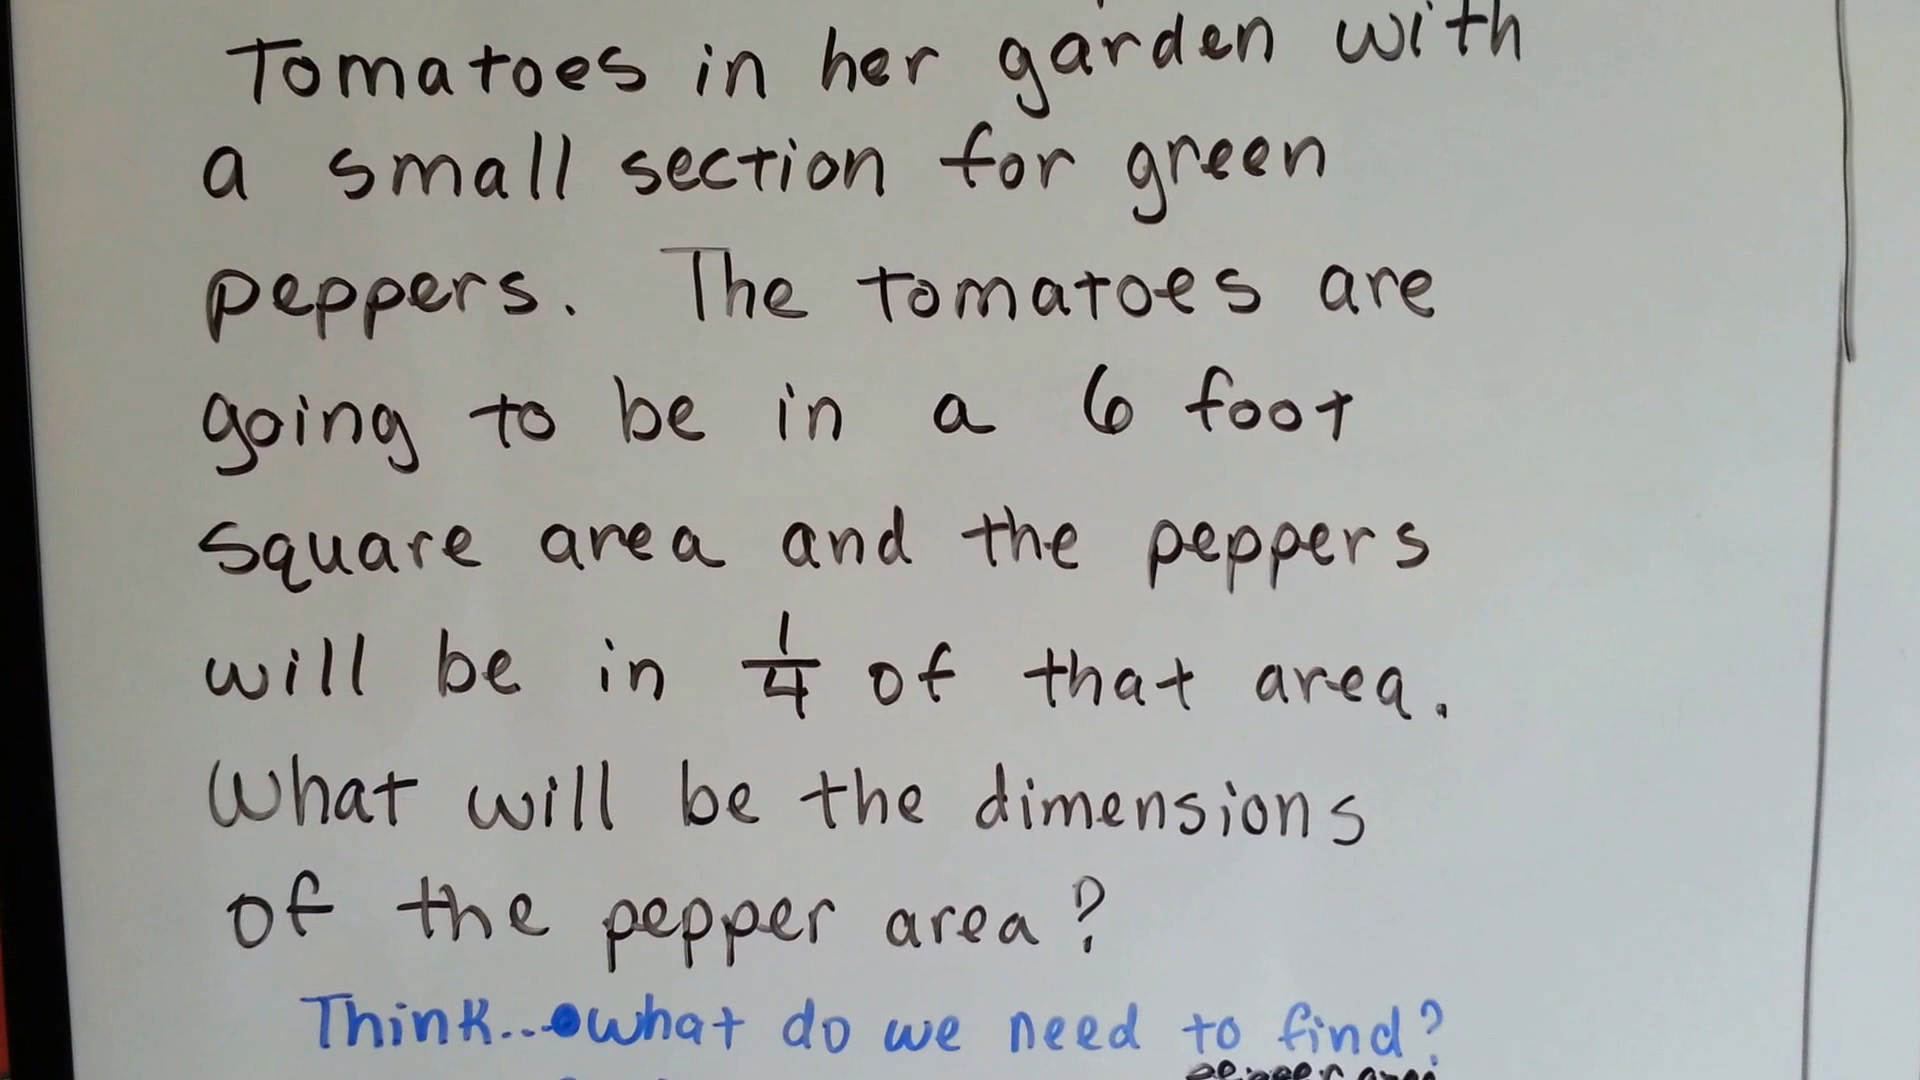 Tomatoes in her garden with
a small section for green
peppers. The tomatoes are
going to be in a 6 foot
square area and the peppers
will be in 1/4 of that area.
What will be the dimensions
of the pepper area?
Think...what do we need to find?